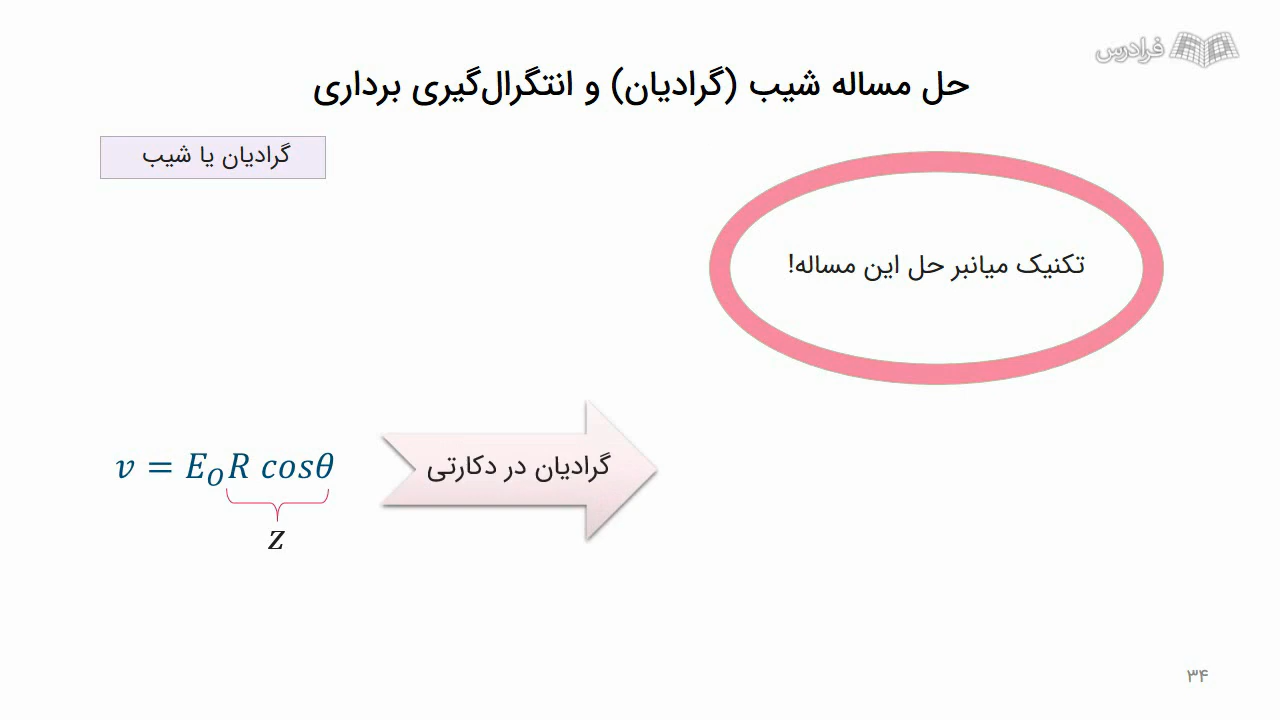 فرادرس
حل مساله شیب (گرادیان) و انتگرال‌گیری برداری
گرادیان یا شیب
تکنیک میانبر حل این مساله!
v = E_O R cosθ
z
گرادیان در دکارتی
۳۴